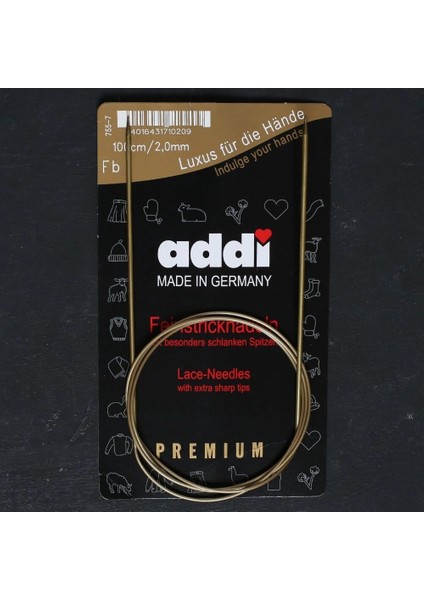 755-7
4016431710209
100cm/2,0mm
Fb
Luxus für die Hände
Indulge your hands
addi
MADE IN GERMANY
Feinstricknadeln
besonders schlanken Spitzen
Lace-Needles
with extra sharp tips
PREMIUM